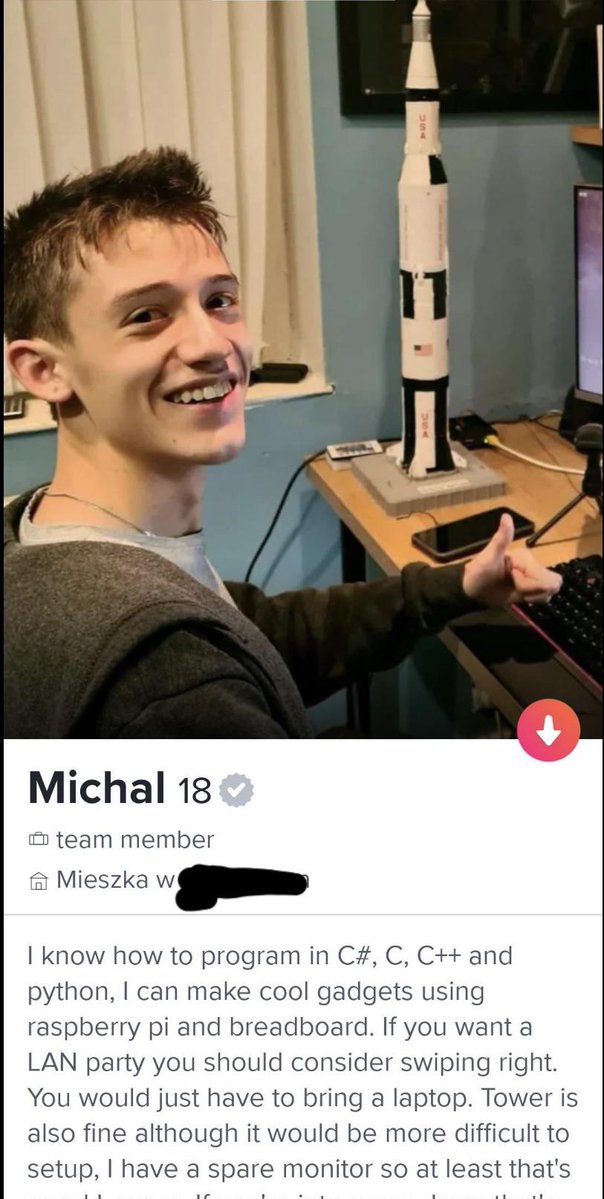 USA
USA
Michal 18
team member
Mieszka w
I know how to program in C#, C, C++ and
python, I can make cool gadgets using
raspberry pi and breadboard. If you want a
LAN party you should consider swiping right.
You would just have to bring a laptop. Tower is
also fine although it would be more difficult to
setup, I have a spare monitor so at least that's